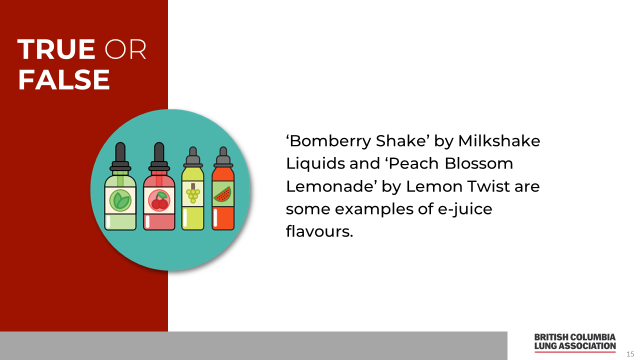 TRUE OR
FALSE
‘Bomberry Shake’ by Milkshake
Liquids and ‘Peach Blossom
Lemonade’ by Lemon Twist are
some examples of e-juice
flavours.
BRITISH COLUMBIA
LUNG ASSOCIATION
15